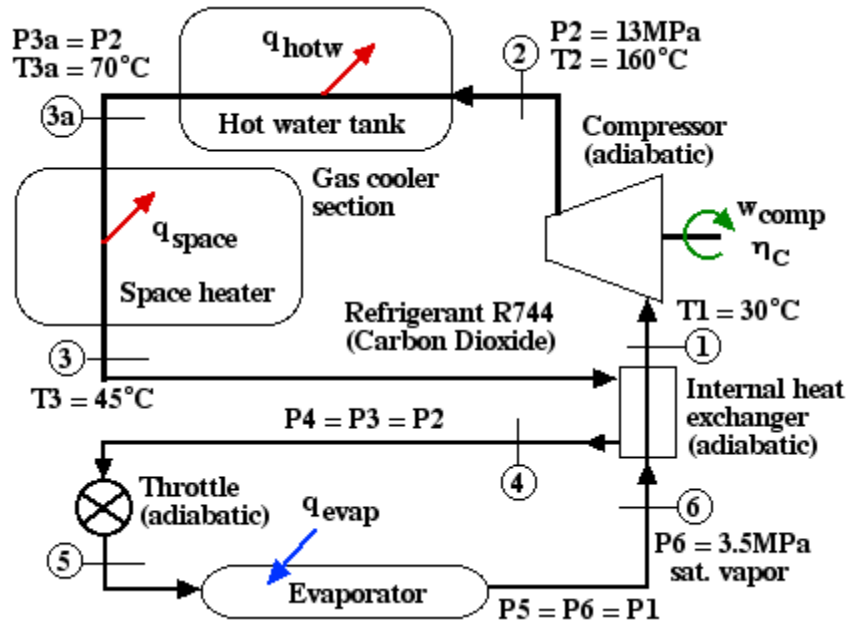 P3a = P2
T3a = 70°C
3a
q hotw
Hot water tank
2
P2 = 13MPa
T2 = 160°C
Compressor
(adiabatic)
Gas cooler
section
q space
Space heater
w comp
ηC
Refrigerant R744
(Carbon Dioxide)
T1 = 30°C
1
3
T3 = 45°C
Internal heat
exchanger
(adiabatic)
P4 = P3 = P2
4
Throttle
(adiabatic)
q evap
6
P6 = 3.5MPa
sat. vapor
5
Evaporator
P5 = P6 = P1